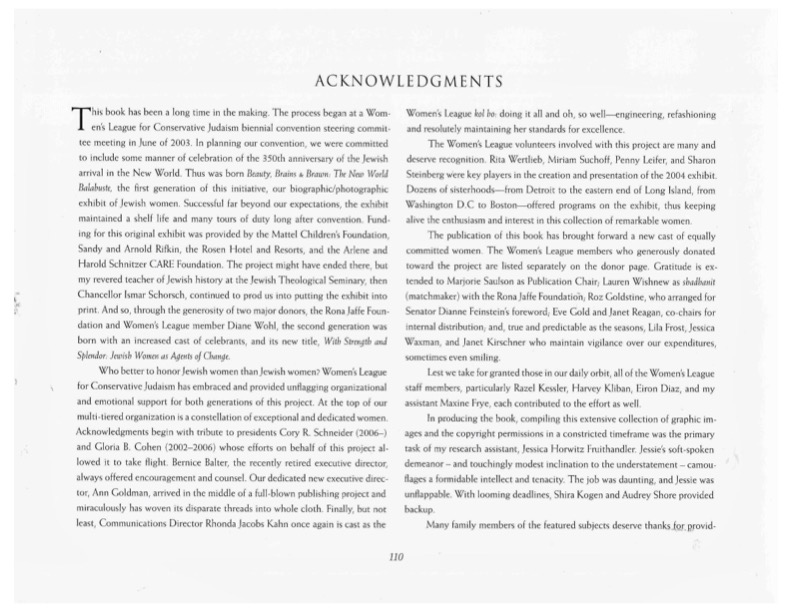 ACKNOWLEDGMENTS
This book has been a long time in the making. The process began at a Wom-
en's League for Conservative Judaism biennial convention steering commit-
tee meeting in June of 2003. In planning our convention, we were committed
to include some manner of celebration of the 350th anniversary of the Jewish
arrival in the New World. Thus was born Beauty, Brains & Brawn: The New World
Balabuste, the first generation of this initiative, our biographic/photographic
exhibit of Jewish women. Successful far beyond our expectations, the exhibit
maintained a shelf life and many tours of duty long after convention. Fund-
ing for this original exhibit was provided by the Mattel Children's Foundation,
Sandy and Arnold Rifkin, the Rosen Hotel and Resorts, and the Arlene and
Harold Schnitzer CARE Foundation. The project might have ended there, but
my revered teacher of Jewish history at the Jewish Theological Seminary, then
Chancellor Ismar Schorsch, continued to prod us into putting the exhibit into
print. And so, through the generosity of two major donors, the Rona Jaffe Foun-
dation and Women's League member Diane Wohl, the second generation was
born with an increased cast of celebrants, and its new title, With Strength and
Splendor: Jewish Women as Agents of Change.
Who better to honor Jewish women than Jewish women? Women's League
for Conservative Judaism has embraced and provided unflagging organizational
and emotional support for both generations of this project. At the top of our
multi-tiered organization is a constellation of exceptional and dedicated women.
Acknowledgments begin with tribute to presidents Cory R. Schneider (2006–)
and Gloria B. Cohen (2002–2006) whose efforts on behalf of this project al-
lowed it to take flight. Bernice Balter, the recently retired executive director,
always offered encouragement and counsel. Our dedicated new executive direc-
tor, Ann Goldman, arrived in the middle of a full-blown publishing project and
miraculously has woven its disparate threads into whole cloth. Finally, but not
least, Communications Director Rhonda Jacobs Kahn once again is cast as the
Women's League kol bo: doing it all and oh, so well—engineering, refashioning
and resolutely maintaining her standards for excellence.
The Women's League volunteers involved with this project are many and
deserve recognition. Rita Wertlieb, Miriam Suchoff, Penny Leifer, and Sharon
Steinberg were key players in the creation and presentation of the 2004 exhibit.
Dozens of sisterhoods—from Detroit to the eastern end of Long Island, from
Washington D.C to Boston—offered programs on the exhibit, thus keeping
alive the enthusiasm and interest in this collection of remarkable women.
The publication of this book has brought forward a new cast of equally
committed women. The Women's League members who generously donated
toward the project are listed separately on the donor page. Gratitude is ex-
tended to Marjorie Saulson as Publication Chair, Lauren Wishnew as shadhanit
(matchmaker) with the Rona Jaffe Foundation, Roz Goldstine, who arranged for
Senator Dianne Feinstein's foreword, Eve Gold and Janet Reagan, co-chairs for
internal distribution, and, true and predictable as the seasons, Lila Frost, Jessica
Waxman, and Janet Kirschner who maintain vigilance over our expenditures,
sometimes even smiling.
Lest we take for granted those in our daily orbit, all of the Women's League
staff members, particularly Razel Kessler, Harvey Kliban, Eiron Diaz, and my
assistant Maxine Frye, each contributed to the effort as well.
In producing the book, compiling this extensive collection of graphic im-
ages and the copyright permissions in a constricted timeframe was the primary
task of my research assistant, Jessica Horwitz Fruithandler. Jessie's soft-spoken
demeanor – and touchingly modest inclination to the understatement – camou-
flages a formidable intellect and tenacity. The job was daunting, and Jessie was
unflappable. With looming deadlines, Shira Kogen and Audrey Shore provided
backup.
Many family members of the featured subjects deserve thanks for provid-
110